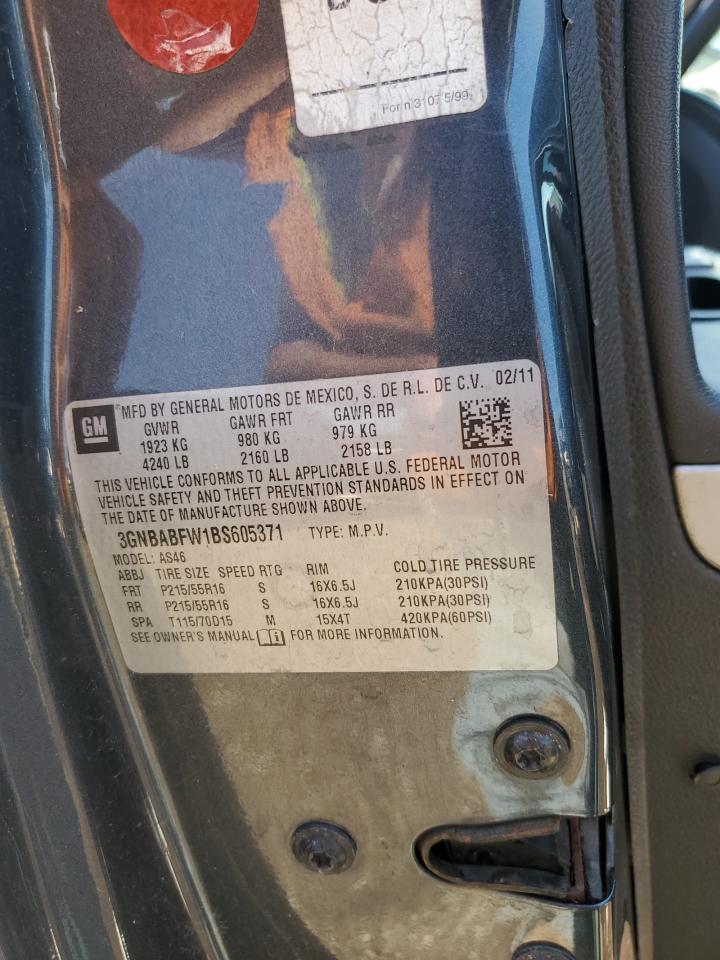 Form 3107 5/99
GM
MFD BY GENERAL MOTORS DE MEXICO, S. DE R.L. DE C.V. 02/11
GVWR GAWR FRT GAWR RR
1923 KG 980 KG 979 KG
4240 LB 2160 LB 2158 LB
THIS VEHICLE CONFORMS TO ALL APPLICABLE U.S. FEDERAL MOTOR
VEHICLE SAFETY AND THEFT PREVENTION STANDARDS IN EFFECT ON
THE DATE OF MANUFACTURE SHOWN ABOVE.
3GNBABFW1BS605371 TYPE: M.P.V.
MODEL: AS46
ABBJ TIRE SIZE SPEED RTG RIM COLD TIRE PRESSURE
FRT P215/55R16 S 16X6.5J 210KPA(30PSI)
RR P215/55R16 S 16X6.5J 210KPA(30PSI)
SPA T115/70D15 M 15X4T 420KPA(60PSI)
SEE OWNER'S MANUAL FOR MORE INFORMATION.